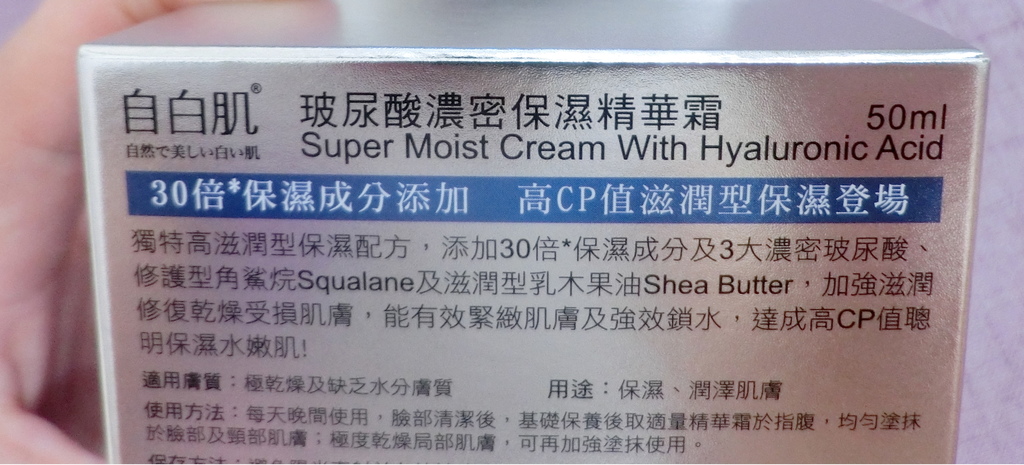 自白肌®
自然で美しい白い肌
玻尿酸濃密保濕精華霜 50ml
Super Moist Cream With Hyaluronic Acid
30倍*保濕成分添加 高CP值滋潤型保濕登場
獨特高滋潤型保濕配方，添加30倍*保濕成分及3大濃密玻尿酸、
修護型角鯊烷Squalane及滋潤型乳木果油Shea Butter，加強滋潤
修復乾燥受損肌膚，能有效緊緻肌膚及強效鎖水，達成高CP值聰
明保濕水嫩肌!
適用膚質：極乾燥及缺乏水分膚質 用途：保濕、潤澤肌膚
使用方法：每天晚間使用，臉部清潔後，基礎保養後取適量精華霜於指腹，均勻塗抹
於臉部及頸部肌膚；極度乾燥局部肌膚，可再加強塗抹使用。